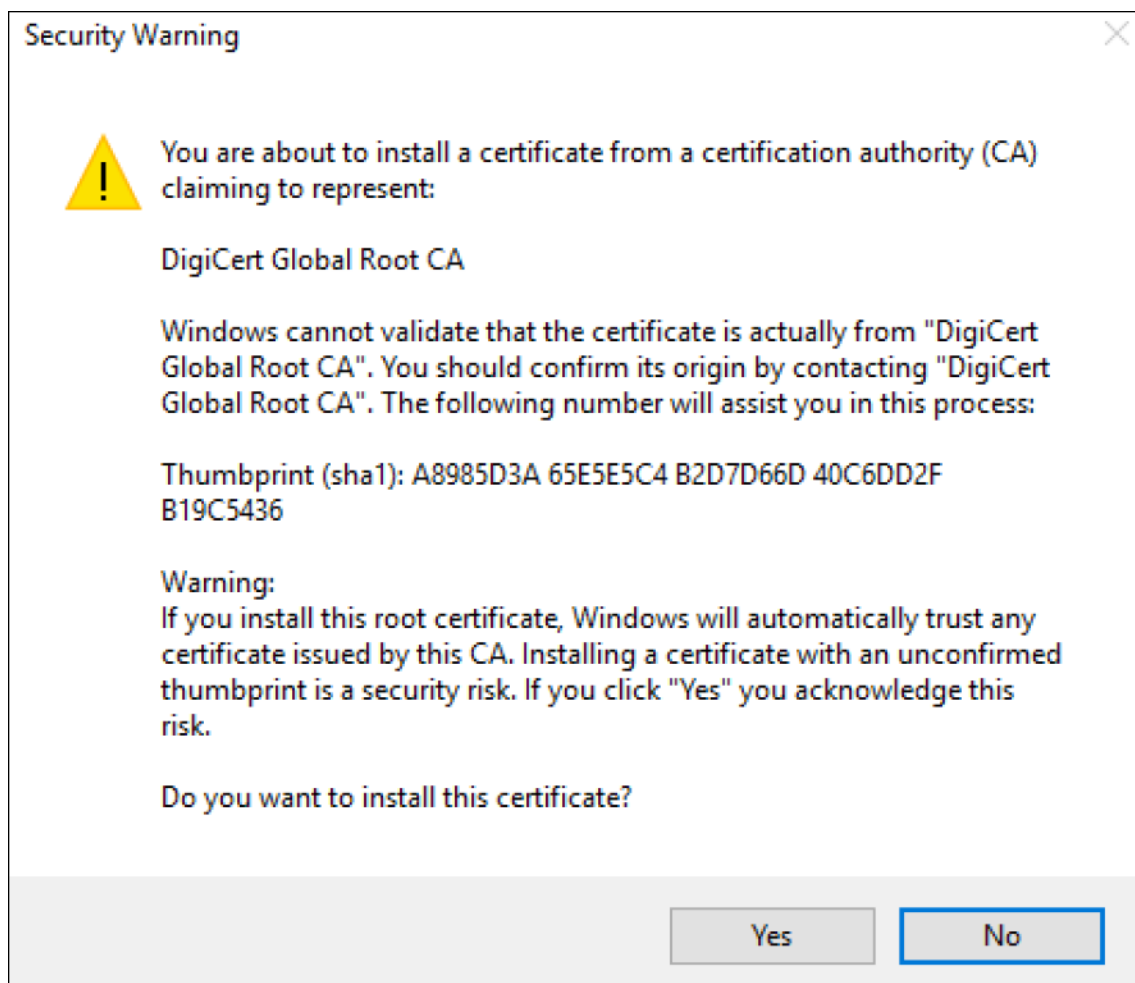 Security Warning
You are about to install a certificate from a certification authority (CA)
claiming to represent:
DigiCert Global Root CA
Windows cannot validate that the certificate is actually from "DigiCert
Global Root CA". You should confirm its origin by contacting "DigiCert
Global Root CA". The following number will assist you in this process:
Thumbprint (sha1): A8985D3A 65E5E5C4 B2D7D66D 40C6DD2F
B19C5436
Warning:
If you install this root certificate, Windows will automatically trust any
certificate issued by this CA. Installing a certificate with an unconfirmed
thumbprint is a security risk. If you click "Yes" you acknowledge this
risk.
Do you want to install this certificate?
Yes
No